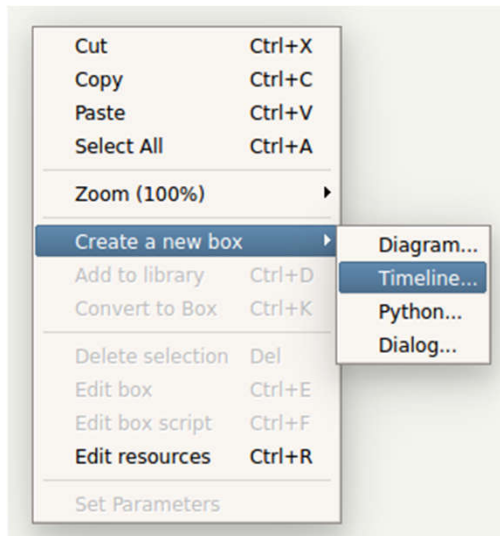 Cut Ctrl+X
Copy Ctrl+C
Paste Ctrl+V
Select All Ctrl+A
Zoom (100%)
Create a new box
Add to library Ctrl+D
Convert to Box Ctrl+K
Delete selection Del
Edit box Ctrl+E
Edit box script Ctrl+F
Edit resources Ctrl+R
Set Parameters
Diagram...
Timeline...
Python...
Dialog...